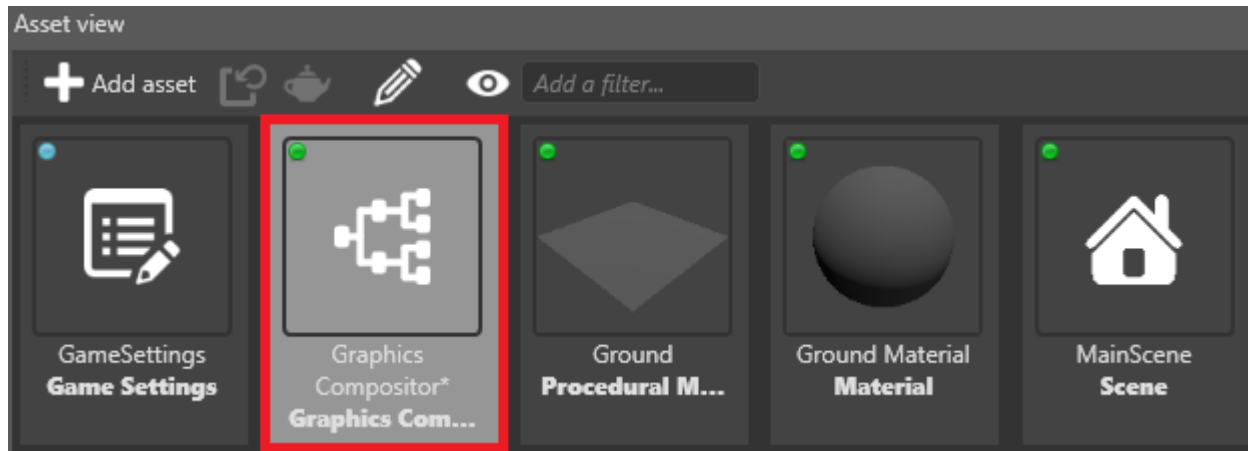 Asset view
Add asset
Add a filter...
GameSettings
Game Settings
Graphics
Compositor*
Graphics Com...
Ground
Procedural M...
Ground Material
Material
MainScene
Scene